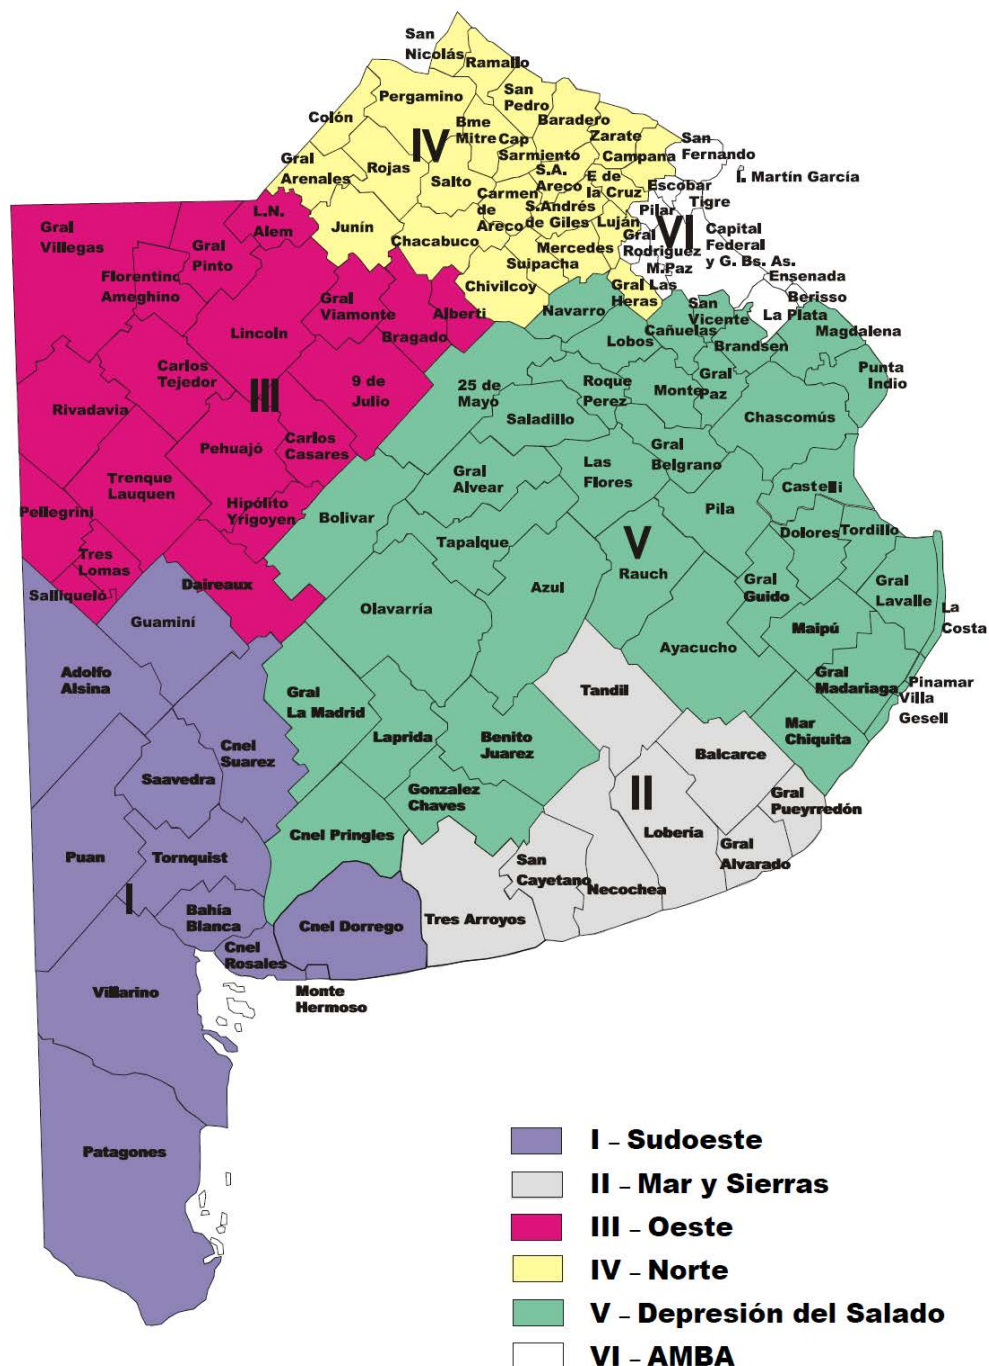 San
Nicolás
Ramallo
Pergamino
San
Pedro
Colón
Bme
Mitre
Cap
Sarmiento
Baradero
Zarate
San
Fernando
IV
Campana
Gral
Arenales
Rojas
Salto
S.A.
Areco
E de
la Cruz
Escobar
I. Martín García
Tigre
Carmen
de
Areco
S.Andrés
de Giles
Luján
Pilar
VI
Capital
Federal
y G. Bs. As.
L.N.
Alem
Junín
Chacabuco
Mercedes
Gral
Rodriguez
Suipacha
M.Paz
Ensenada
Gral
Villegas
Gral
Pinto
Florentino
Ameghino
Chivilcoy
Gral Las
Heras
Berisso
La Plata
Gral
Viamonte
Alberti
Navarro
San
Vicente
Magdalena
Lincoln
Bragado
Lobos
Cañuelas
Brandsen
Punta
Indio
Carlos
Tejedor
III
9 de
Julio
25 de
Mayo
Roque
Perez
Monte
Gral
Paz
Rivadavia
Saladillo
Chascomús
Pehuajó
Carlos
Casares
Gral
Belgrano
Trenque
Lauquen
Gral
Alvear
Las
Flores
Castelli
Pellegrini
Hipólito
Yrigoyen
Bolivar
Pila
Dolores
Tordillo
Tapalque
V
Tres
Lomas
Rauch
Salliqueló
Daireaux
Azul
Gral
Guido
Gral
Lavalle
La
Costa
Guaminí
Olavarría
Maipú
Ayacucho
Adolfo
Alsina
Gral
La Madrid
Tandil
Gral
Madariaga
Pinamar
Villa
Gesell
Laprida
Benito
Juarez
Mar
Chiquita
Cnel
Suarez
Balcarce
Saavedra
Gonzalez
Chaves
II
Gral
Pueyrredón
Cnel Pringles
Lobería
Puan
Tornquist
Gral
Alvarado
San
Cayetano
Necochea
I
Bahía
Blanca
Cnel Dorrego
Tres Arroyos
Cnel
Rosales
Villarino
Monte
Hermoso
Patagones
I – Sudoeste
II – Mar y Sierras
III – Oeste
IV – Norte
V – Depresión del Salado
VI – AMBA